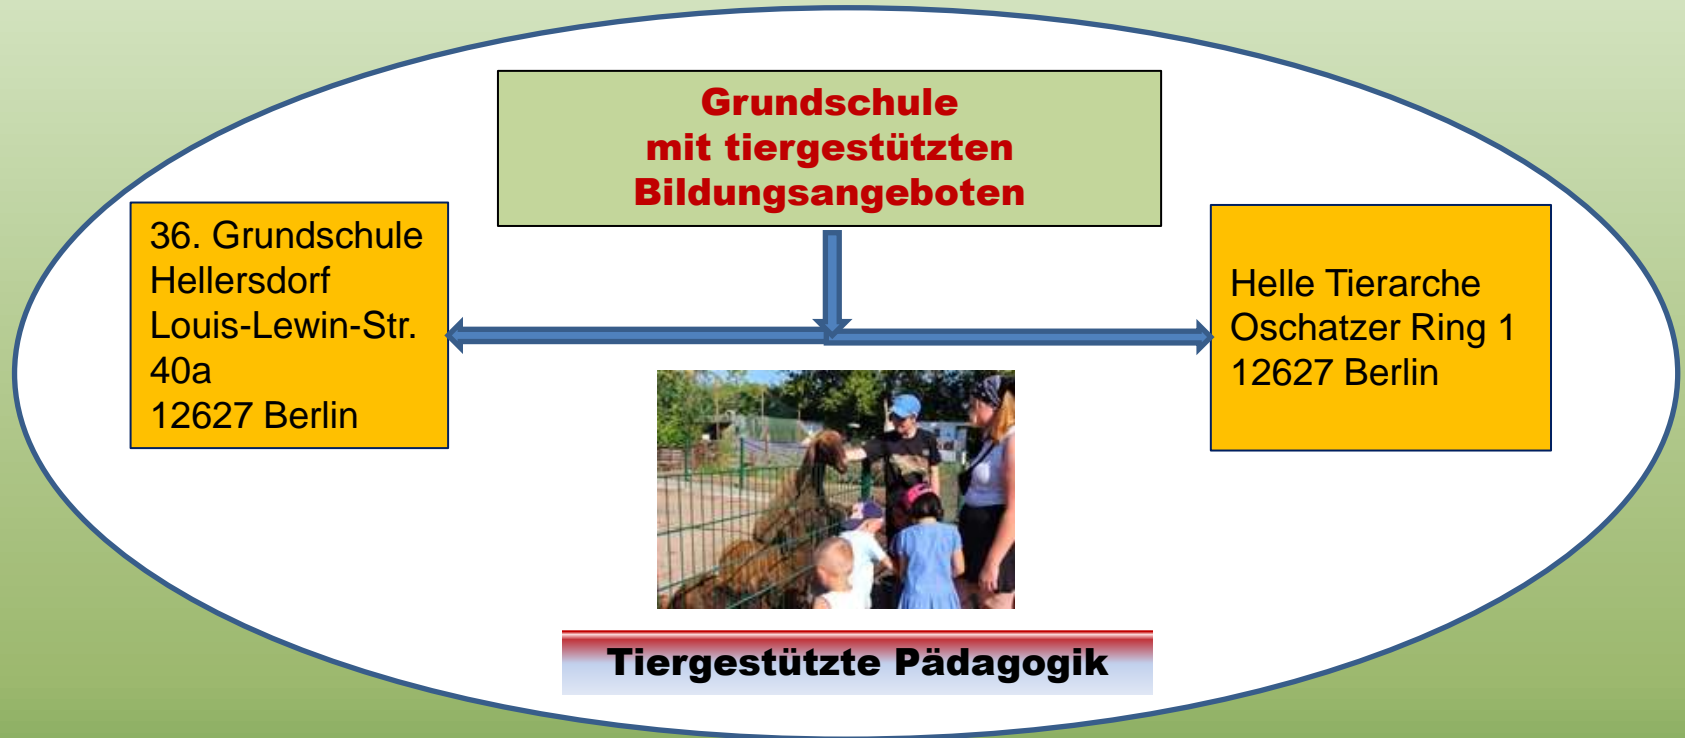 Grundschule
mit tiergestützten
Bildungsangeboten
36. Grundschule
Hellersdorf
Louis-Lewin-Str.
40a
12627 Berlin
Helle Tierarche
Oschatzer Ring 1
12627 Berlin
Tiergestützte Pädagogik